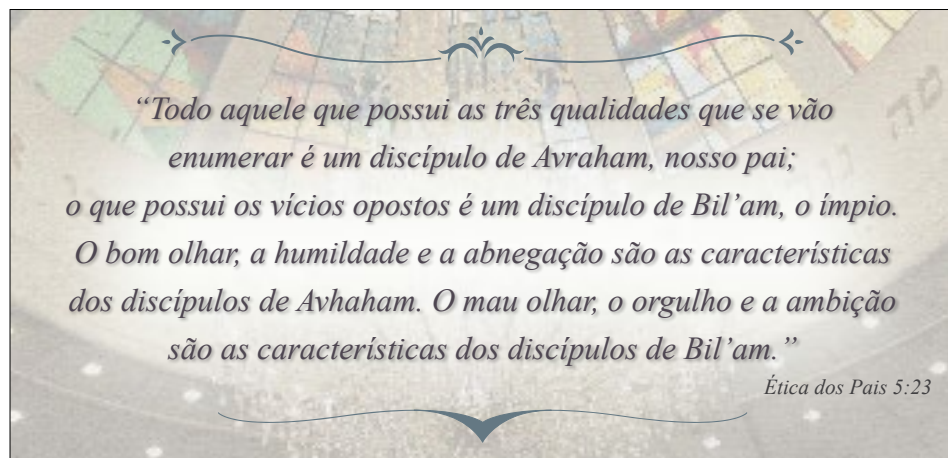 “Todo aquele que possui as três qualidades que se vão
enumerar é um discípulo de Avraham, nosso pai;
o que possui os vícios opostos é um discípulo de Bil’am, o ímpio.
O bom olhar, a humildade e a abnegação são as características
dos discípulos de Avhaham. O mau olhar, o orgulho e a ambição
são as características dos discípulos de Bil’am.”
Ética dos Pais 5:23